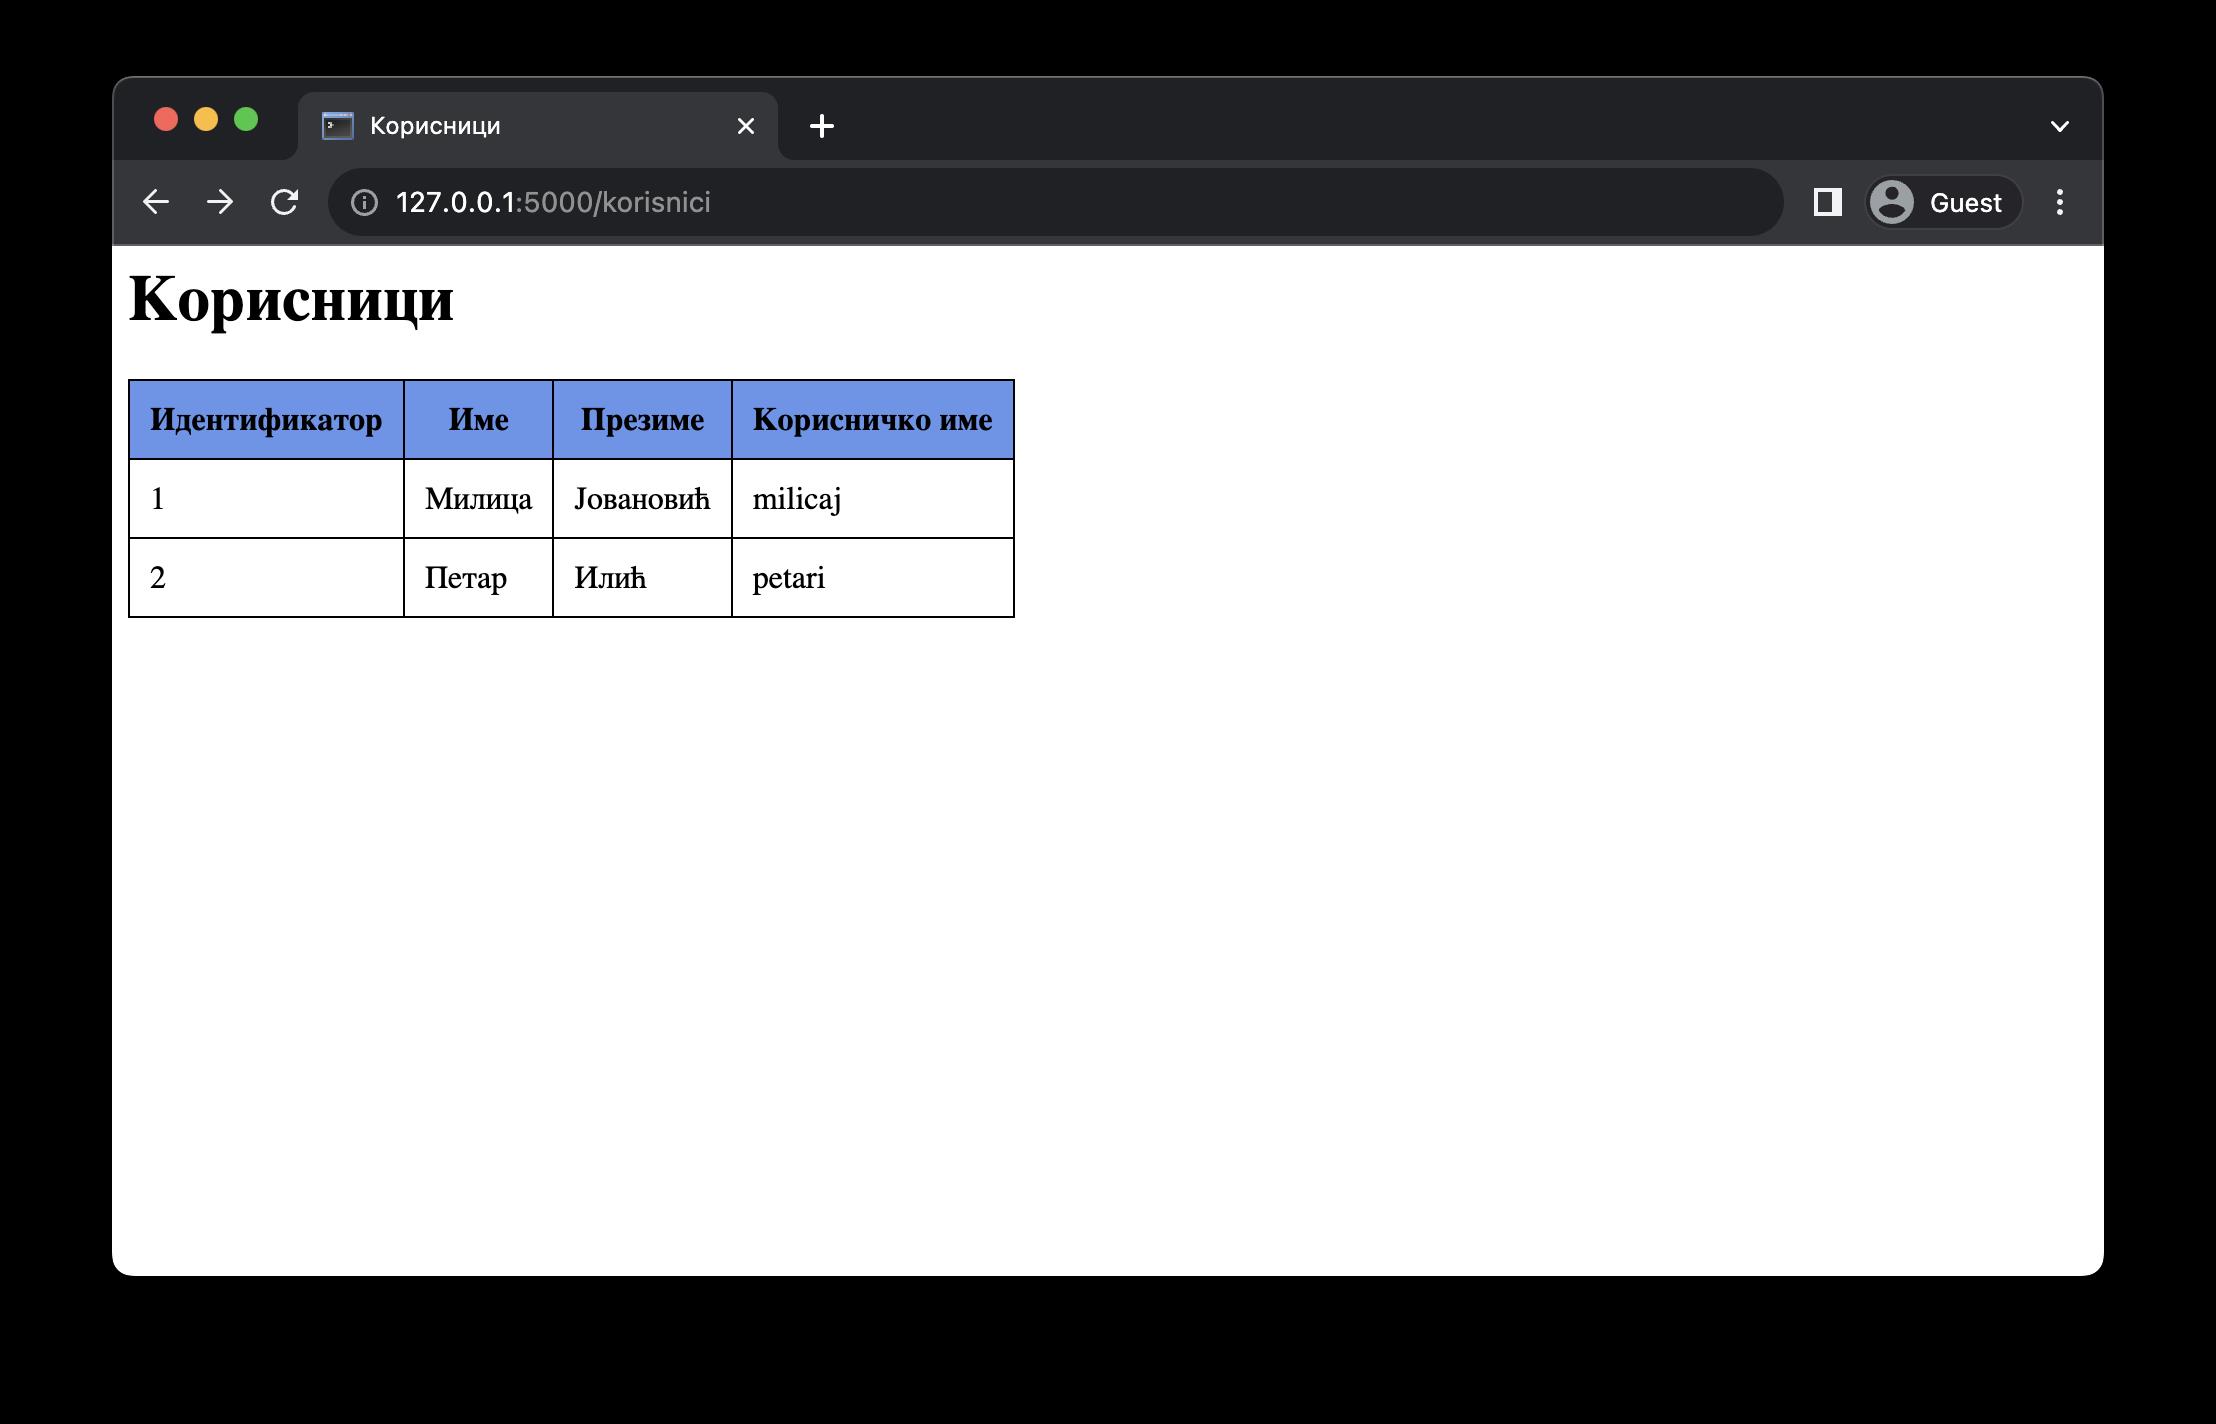 Корисници
127.0.0.1:5000/korisnici
Guest
Корисници
Идентификатор Име Презиме Корисничко име
1 Милица Јовановић milicaj
2 Петар Илић petari